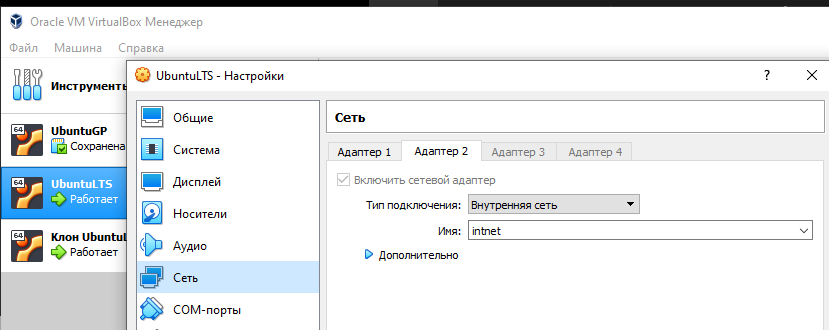 Oracle VM VirtualBox Менеджер
Файл Машина Справка
Инструменты
64
UbuntuGP
Сохранена
64
UbuntuLTS
Работает
64
Клон UbuntuL
Работает
UbuntuLTS - Настройки
?
Общие
Система
Дисплей
Носители
Аудио
Сеть
COM-порты
Сеть
Адаптер 1 Адаптер 2 Адаптер 3 Адаптер 4
Включить сетевой адаптер
Тип подключения: Внутренняя сеть
Имя: intnet
Дополнительно